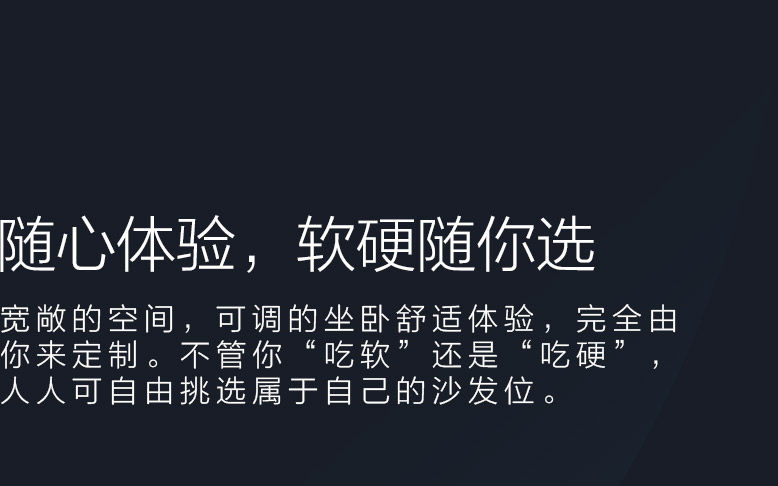 随心体验，软硬随你选
宽敞的空间，可调的坐卧舒适体验，完全由
你来定制。不管你“吃软”还是“吃硬”，
人人可自由挑选属于自己的沙发位。